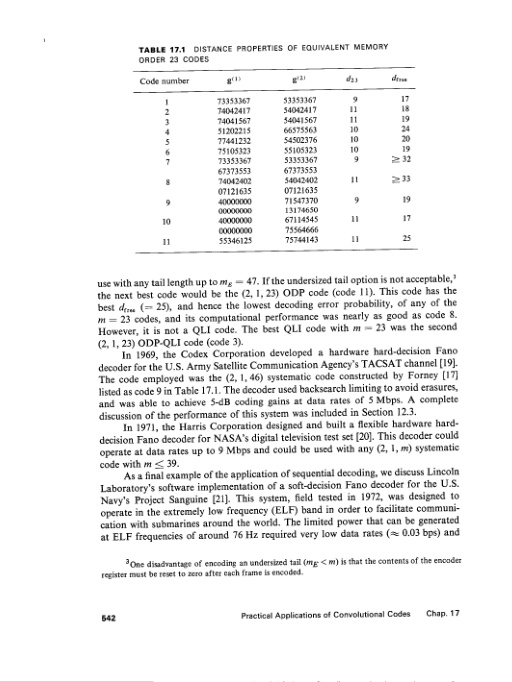 TABLE 17.1 DISTANCE PROPERTIES OF EQUIVALENT MEMORY
ORDER 23 CODES
Code number g(1) g(2) d23 dfree
1 73353367 53353367 9 17
2 74042417 54042417 11 18
3 74041567 54041567 11 19
4 51202215 66575563 10 24
5 77441232 54502376 10 20
6 75105323 55105323 10 19
7 73353367 53353367 9 ≥ 32
67373553 67373553
8 74042402 54042402 11 ≥ 33
07121635 07121635
9 40000000 71547370 9 19
00000000 13174650
10 40000000 67114545 11 17
00000000 75564666
11 55346125 75744143 11 25
use with any tail length up to mE = 47. If the undersized tail option is not acceptable,3
the next best code would be the (2, 1, 23) ODP code (code 11). This code has the
best dfree (= 25), and hence the lowest decoding error probability, of any of the
m = 23 codes, and its computational performance was nearly as good as code 8.
However, it is not a QLI code. The best QLI code with m = 23 was the second
(2, 1, 23) ODP-QLI code (code 3).
In 1969, the Codex Corporation developed a hardware hard-decision Fano
decoder for the U.S. Army Satellite Communication Agency's TACSAT channel [19].
The code employed was the (2, 1, 46) systematic code constructed by Forney [17]
listed as code 9 in Table 17.1. The decoder used backsearch limiting to avoid erasures,
and was able to achieve 5-dB coding gains at data rates of 5 Mbps. A complete
discussion of the performance of this system was included in Section 12.3.
In 1971, the Harris Corporation designed and built a flexible hardware hard-
decision Fano decoder for NASA's digital television test set [20]. This decoder could
operate at data rates up to 9 Mbps and could be used with any (2, 1, m) systematic
code with m ≤ 39.
As a final example of the application of sequential decoding, we discuss Lincoln
Laboratory's software implementation of a soft-decision Fano decoder for the U.S.
Navy's Project Sanguine [21]. This system, field tested in 1972, was designed to
operate in the extremely low frequency (ELF) band in order to facilitate communi-
cation with submarines around the world. The limited power that can be generated
at ELF frequencies of around 76 Hz required very low data rates (≈ 0.03 bps) and
3One disadvantage of encoding an undersized tail (mE < m) is that the contents of the encoder
register must be reset to zero after each frame is encoded.
542 Practical Applications of Convolutional Codes Chap. 17